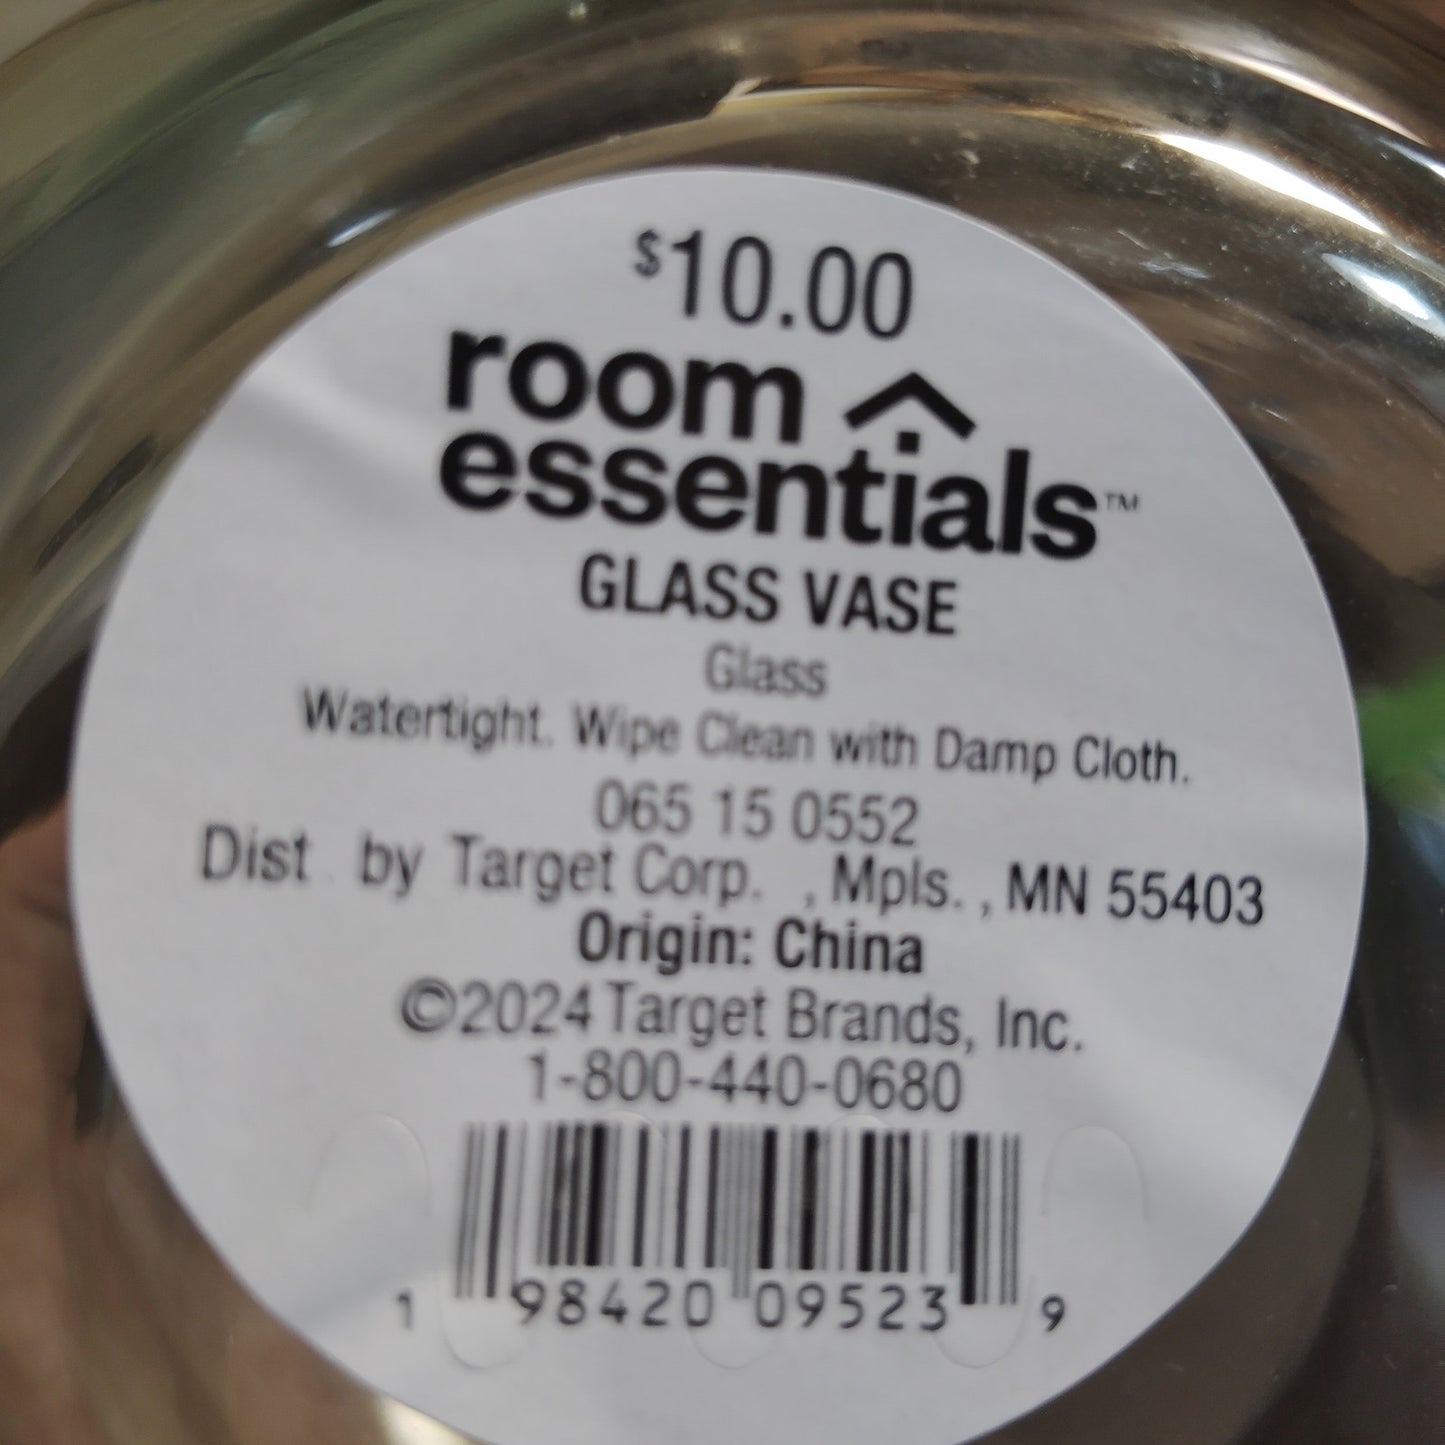 $10.00
room
essentials™
GLASS VASE
Glass
Watertight. Wipe Clean with Damp Cloth.
065 15 0552
Dist. by Target Corp. , Mpls. , MN 55403
Origin: China
©2024 Target Brands, Inc.
1-800-440-0680
1 98420 09523 9